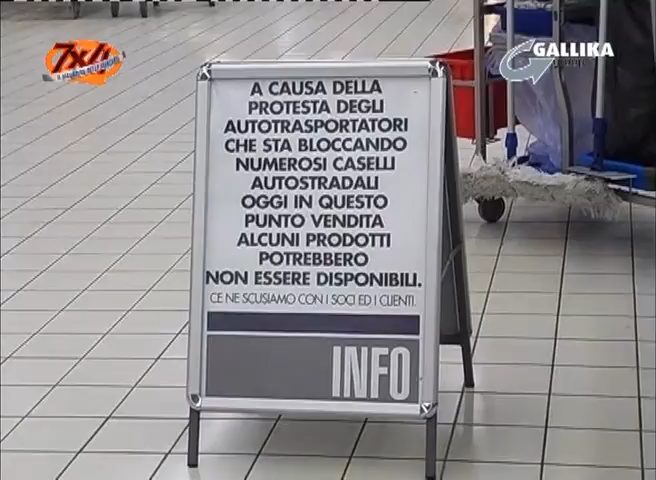 7x4
GALLIKA
A CAUSA DELLA
PROTESTA DEGLI
AUTOTRASPORTATORI
CHE STA BLOCCANDO
NUMEROSI CASELLI
AUTOSTRADALI
OGGI IN QUESTO
PUNTO VENDITA
ALCUNI PRODOTTI
POTREBBERO
NON ESSERE DISPONIBILI.
CE NE SCUSIAMO CON I SOCI ED I CLIENTI.
INFO